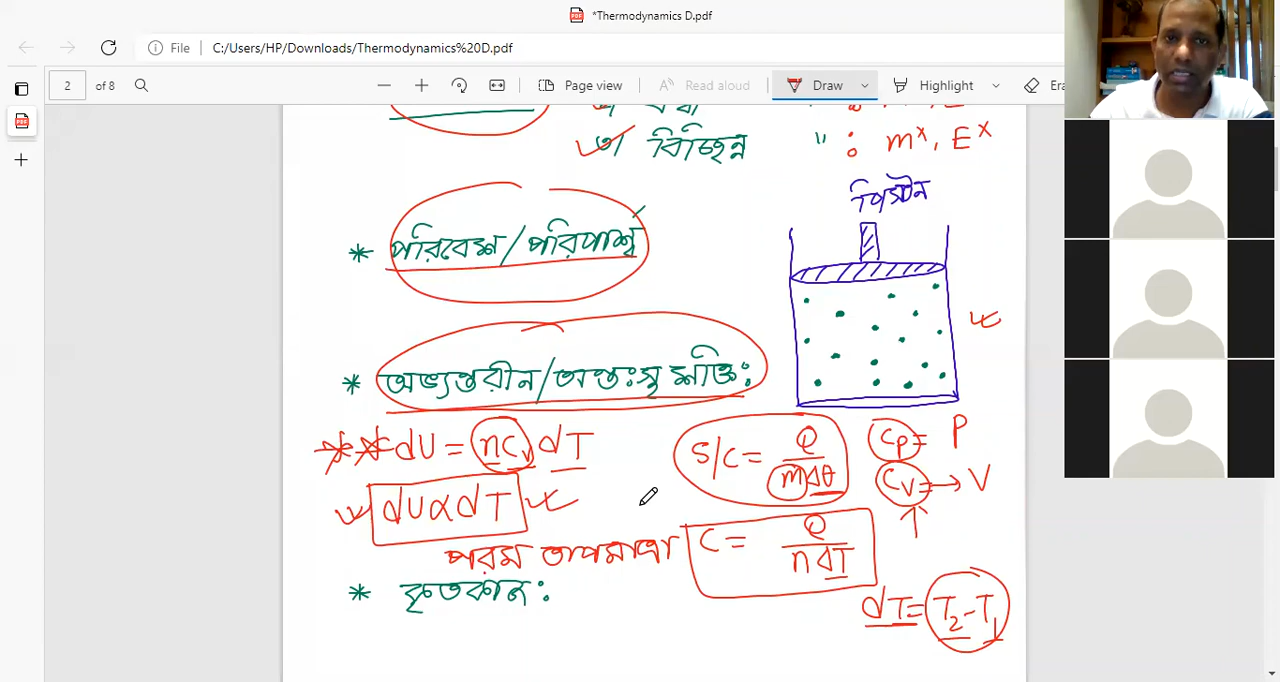 *Thermodynamics D.pdf
File C:/Users/HP/Downloads/Thermodynamics%20D.pdf
2 of 8 Page view Read aloud Draw Highlight
তা বিচ্ছিন্ন " : m×, E×
পিস্টন
* পরিবেশ/পরিপার্শ্ব
* অভ্যন্তরীন/অন্তঃস্থ শক্তি:
**dU = nCv dT
S/C = Q/mΔθ
Cp = P
Cv = → V
dU α dT
C = Q/nΔT
পরম তাপমাত্রা
* কৃতকাজ:
dT = T2-T1